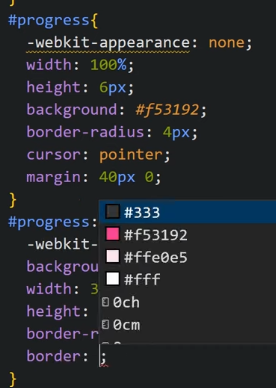 }
#progress{
-webkit-appearance: none;
width: 100%;
height: 6px;
background: #f53192;
border-radius: 4px;
cursor: pointer;
margin: 40px 0;
}
#progress:
-webkit-
backgrou
width: 3
height:
border-r
border: ;
}
#333
#f53192
#ffe0e5
#fff
0ch
0cm